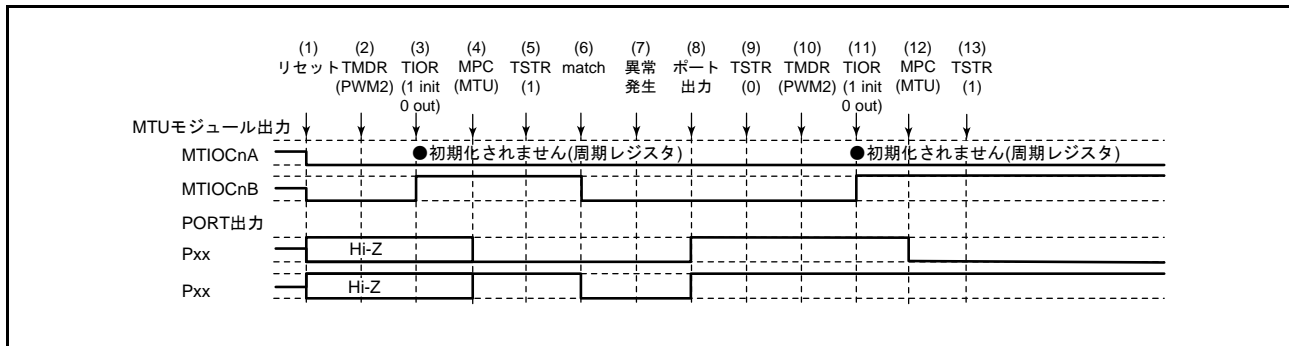 (1) (2) (3) (4) (5) (6) (7) (8) (9) (10) (11) (12) (13)
リセット TMDR TIOR MPC TSTR match 異常 ポート TSTR TMDR TIOR MPC TSTR
(PWM2) (1 init (MTU) (1) 発生 出力 (0) (PWM2) (1 init (MTU) (1)
0 out) 0 out)
MTUモジュール出力
MTIOCnA ●初期化されません(周期レジスタ) ●初期化されません(周期レジスタ)
MTIOCnB
PORT出力
Pxx Hi-Z
Pxx Hi-Z